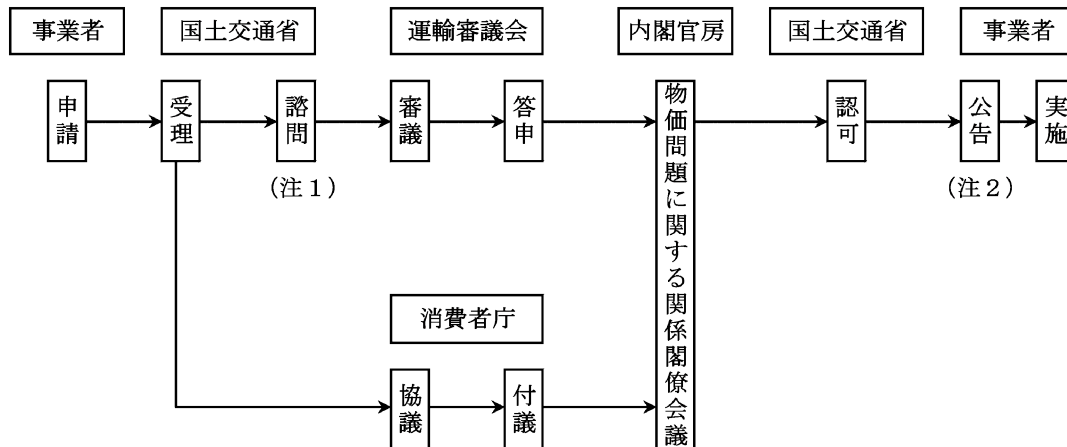 事業者
国土交通省
運輸審議会
内閣官房
国土交通省
事業者
申請
受理
諮問
審議
答申
物価問題に関する関係閣僚会議
認可
公告
実施
(注1)
(注2)
消費者庁
協議
付議